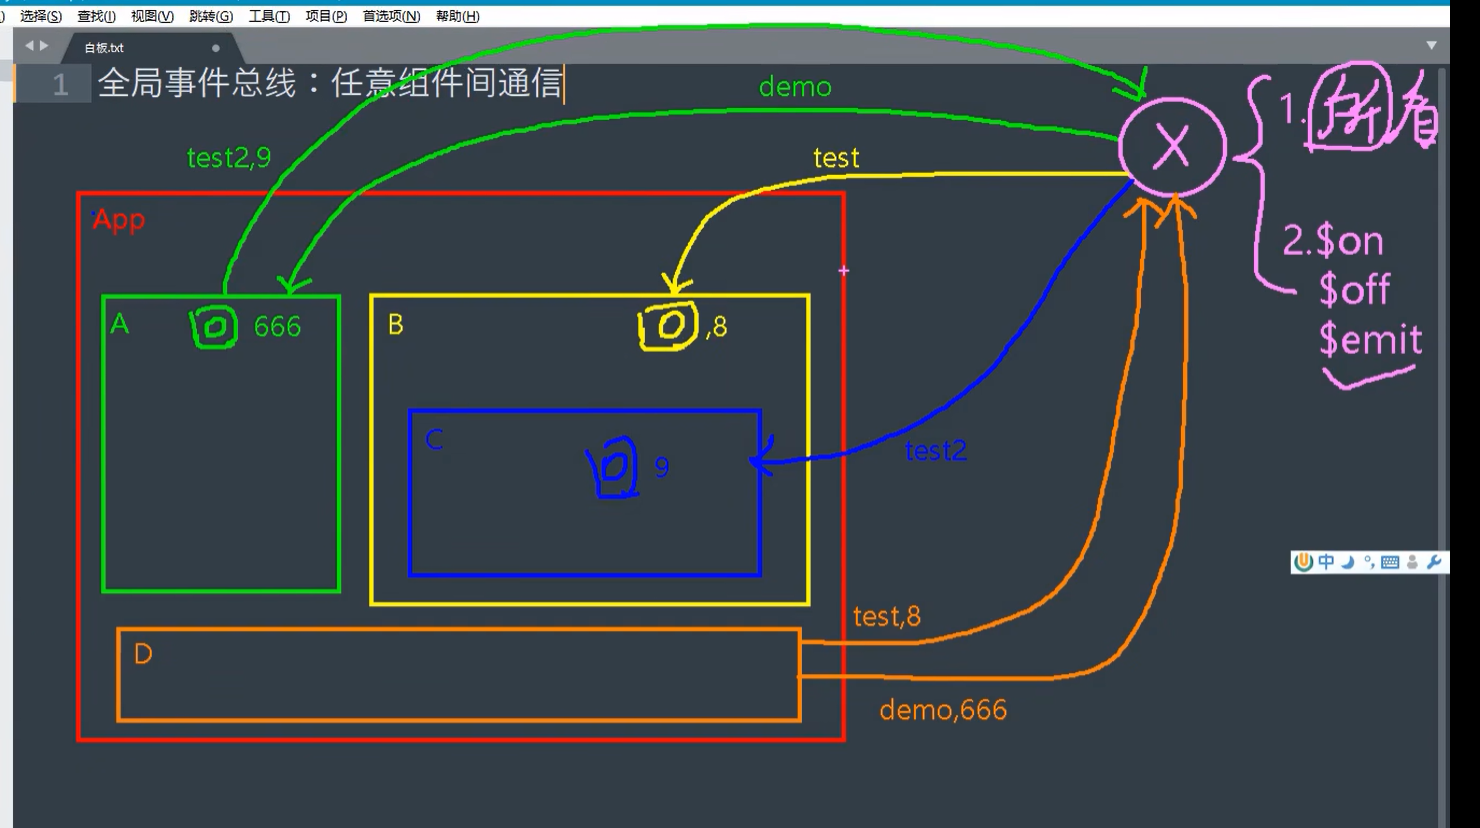 选择(S) 查找(I) 视图(V) 跳转(G) 工具(T) 项目(P) 首选项(N) 帮助(H)
白板.txt
1 全局事件总线：任意组件间通信
demo
test2,9
test
X
1.所有
App
2.$on
$off
$emit
A 666
B ,8
C 9
test2
中
test,8
D
demo,666